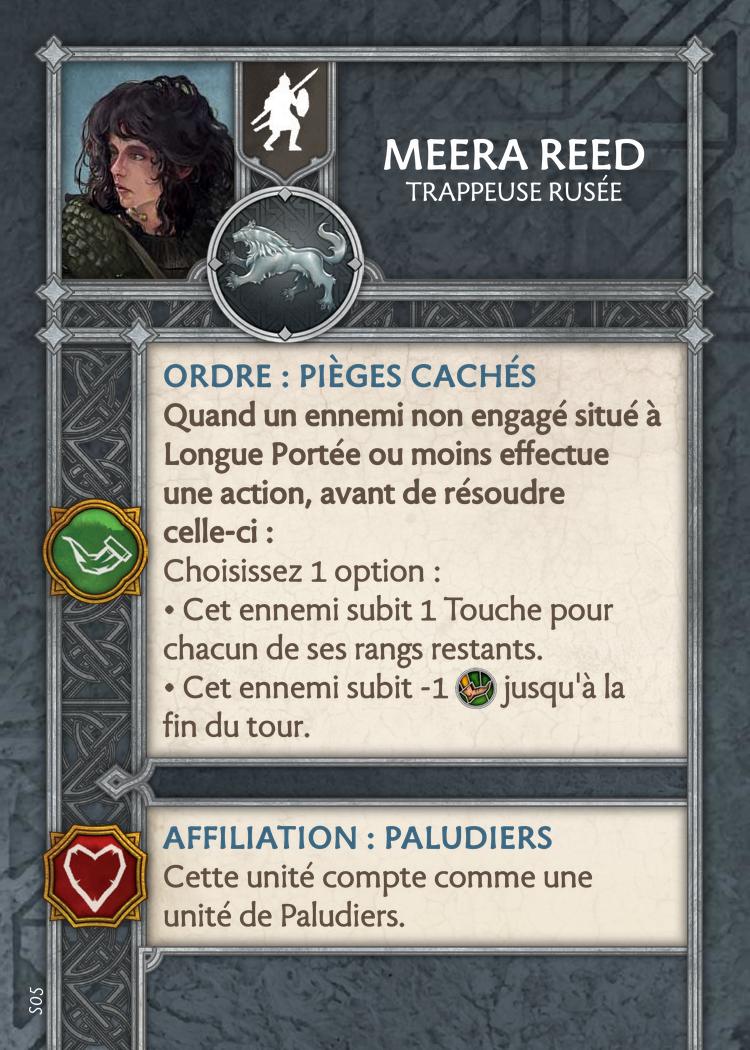 MEERA REED
TRAPPEUSE RUSÉE
ORDRE : PIÈGES CACHÉS
Quand un ennemi non engagé situé à
Longue Portée ou moins effectue
une action, avant de résoudre
celle-ci :
Choisissez 1 option :
• Cet ennemi subit 1 Touche pour
chacun de ses rangs restants.
• Cet ennemi subit -1 jusqu'à la
fin du tour.
AFFILIATION : PALUDIERS
Cette unité compte comme une
unité de Paludiers.
S05